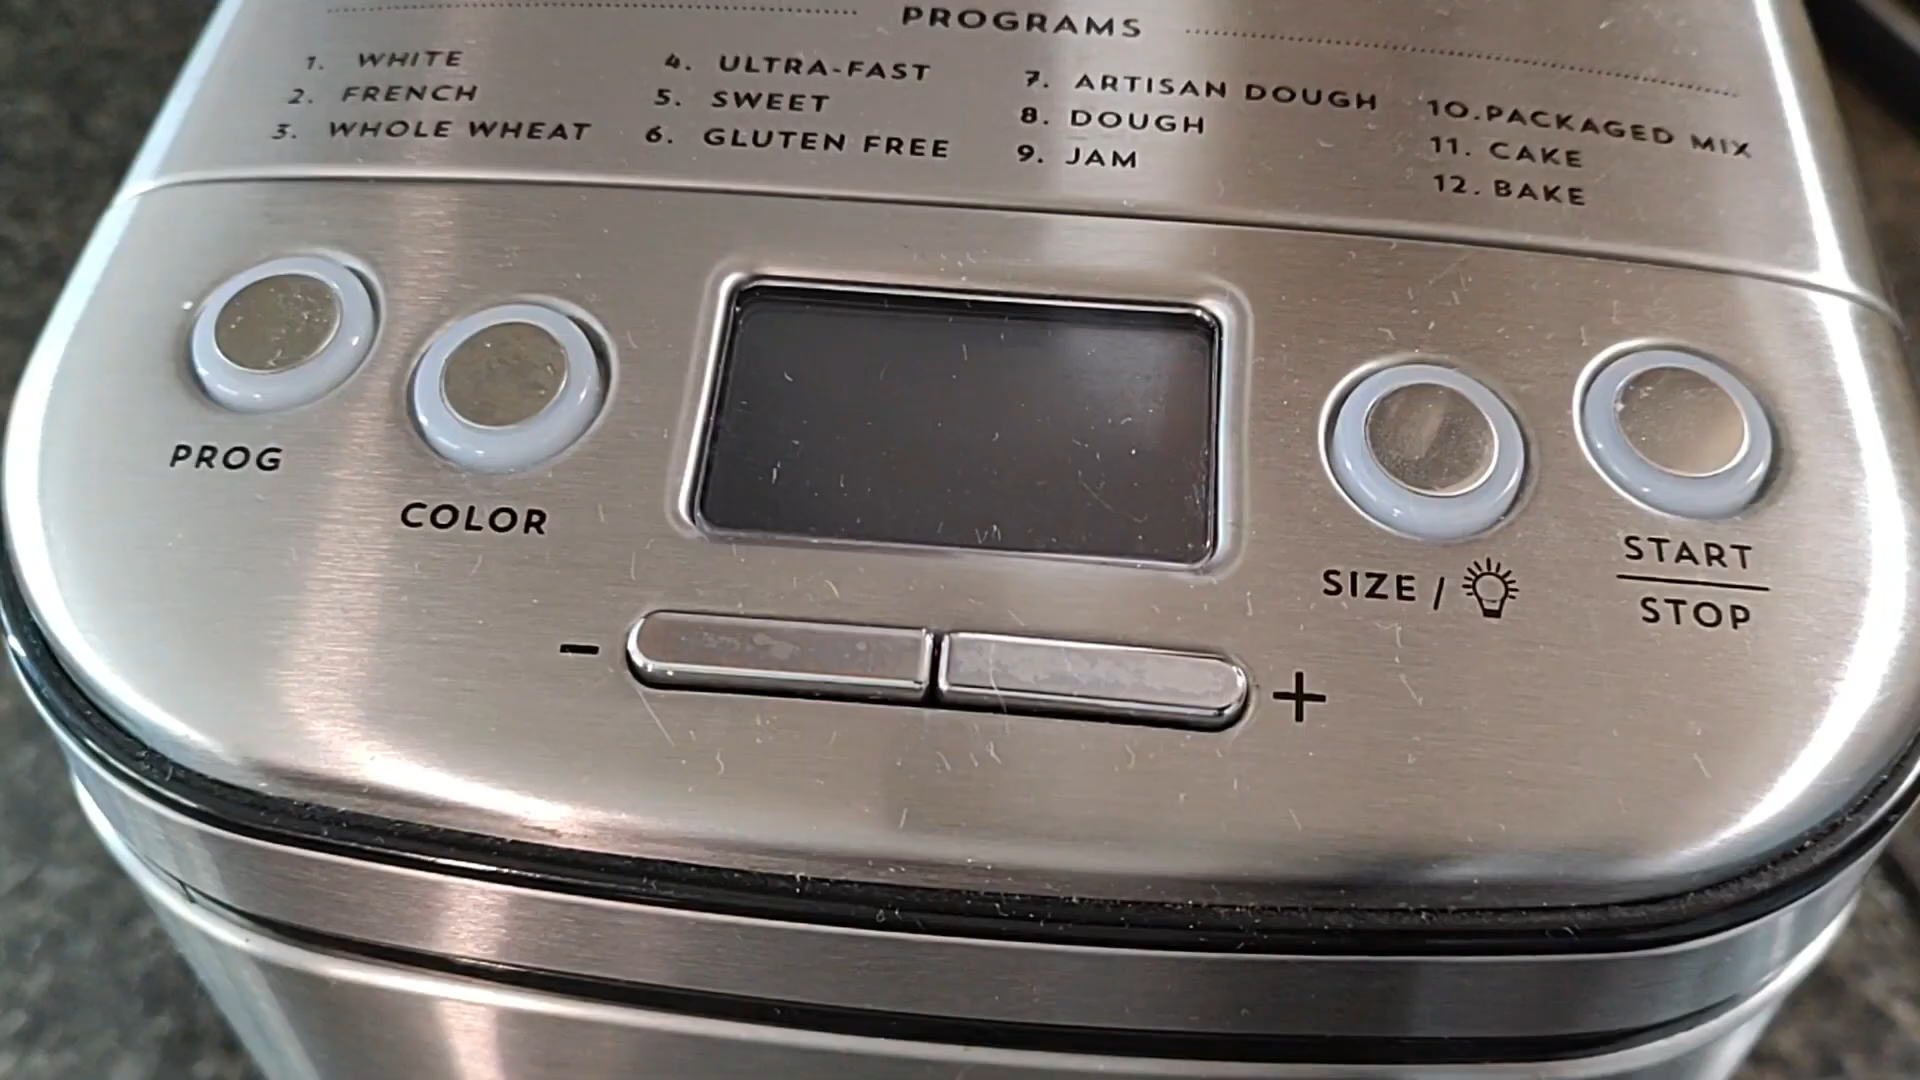 PROGRAMS
1. WHITE
2. FRENCH
3. WHOLE WHEAT
4. ULTRA-FAST
5. SWEET
6. GLUTEN FREE
7. ARTISAN DOUGH
8. DOUGH
9. JAM
10. PACKAGED MIX
11. CAKE
12. BAKE
PROG
COLOR
SIZE /
START
STOP
- +